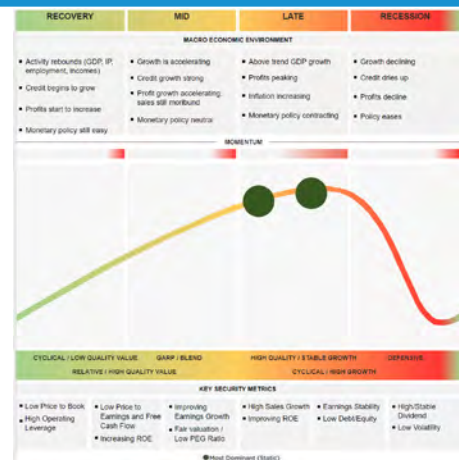 RECOVERY MID LATE RECESSION
MACRO ECONOMIC ENVIRONMENT
• Activity rebounds (GDP, IP,
employment, incomes)
• Credit begins to grow
• Profits start to increase
• Monetary policy still easy
• Growth is accelerating
• Credit growth strong
• Profit growth accelerating
sales still moribund
• Monetary policy neutral
• Above trend GDP growth
• Profits peaking
• Inflation increasing
• Monetary policy contracting
• Growth declining
• Credit dries up
• Profits decline
• Policy eases
MOMENTUM
CYCLICAL / LOW QUALITY VALUE GARP / BLEND HIGH QUALITY / STABLE GROWTH DEFENSIVE
RELATIVE / HIGH QUALITY VALUE CYCLICAL / HIGH GROWTH
KEY SECURITY METRICS
• Low Price to Book
• High Operating
Leverage
• Low Price to
Earnings and Free
Cash Flow
• Increasing ROE
• Improving
Earnings Growth
• Fair valuation /
Low PEG Ratio
• High Sales Growth
• Improving ROE
• Earnings Stability
• Low Debt/Equity
• High/Stable
Dividend
• Low Volatility
Most Dominant (Static)